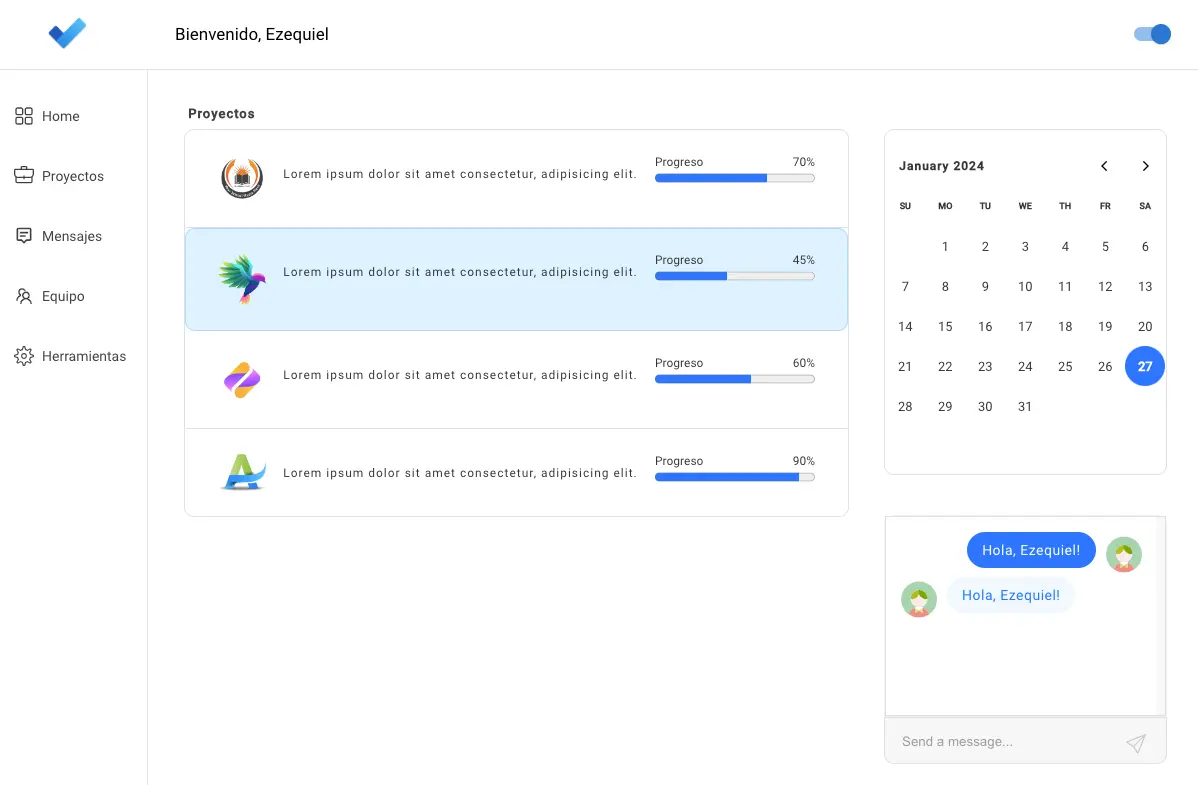 Bienvenido, Ezequiel
Home
Proyectos
Mensajes
Equipo
Herramientas
Proyectos
Lorem ipsum dolor sit amet consectetur, adipisicing elit.
Progreso 70%
Lorem ipsum dolor sit amet consectetur, adipisicing elit.
Progreso 45%
Lorem ipsum dolor sit amet consectetur, adipisicing elit.
Progreso 60%
Lorem ipsum dolor sit amet consectetur, adipisicing elit.
Progreso 90%
January 2024
SU MO TU WE TH FR SA
1 2 3 4 5 6
7 8 9 10 11 12 13
14 15 16 17 18 19 20
21 22 23 24 25 26 27
28 29 30 31
Hola, Ezequiel!
Hola, Ezequiel!
Send a message...